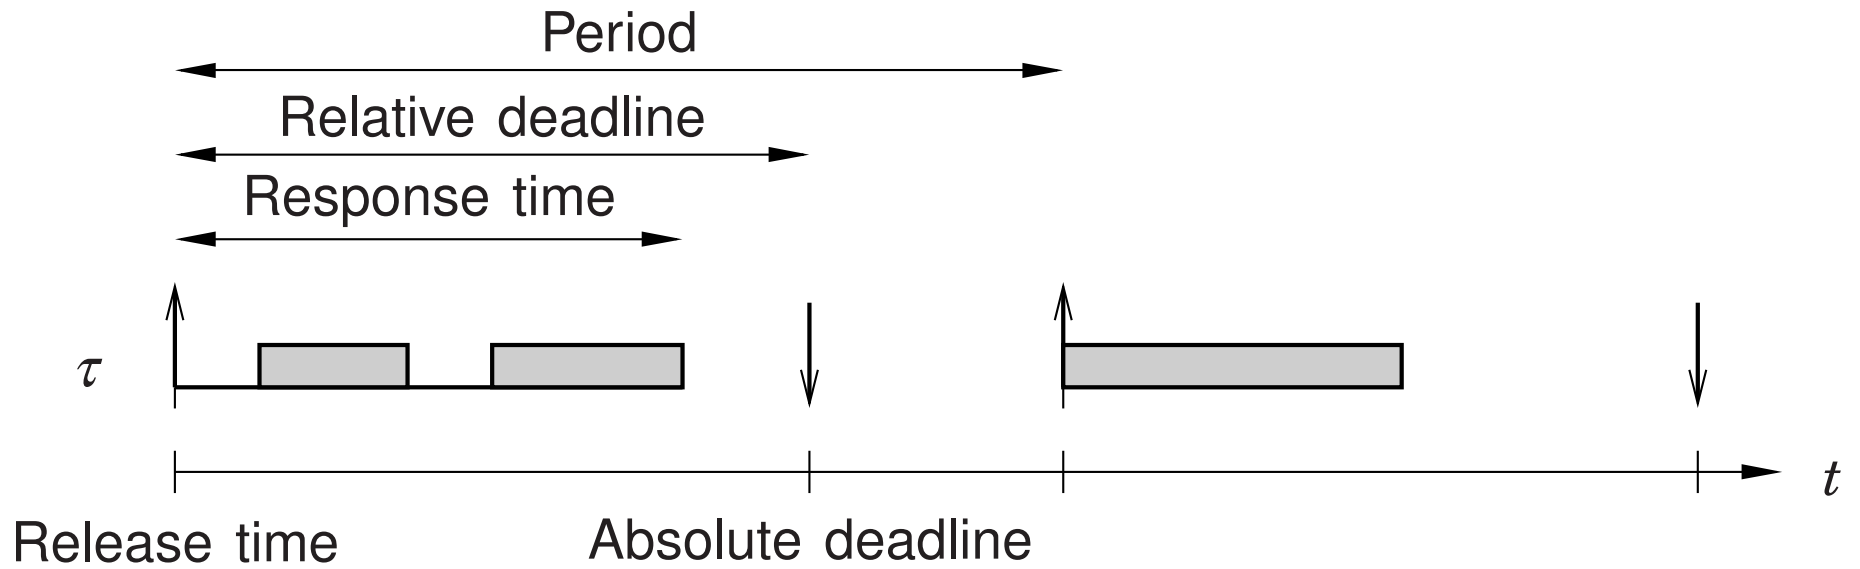 Period
Relative deadline
Response time
τ
t
Release time
Absolute deadline